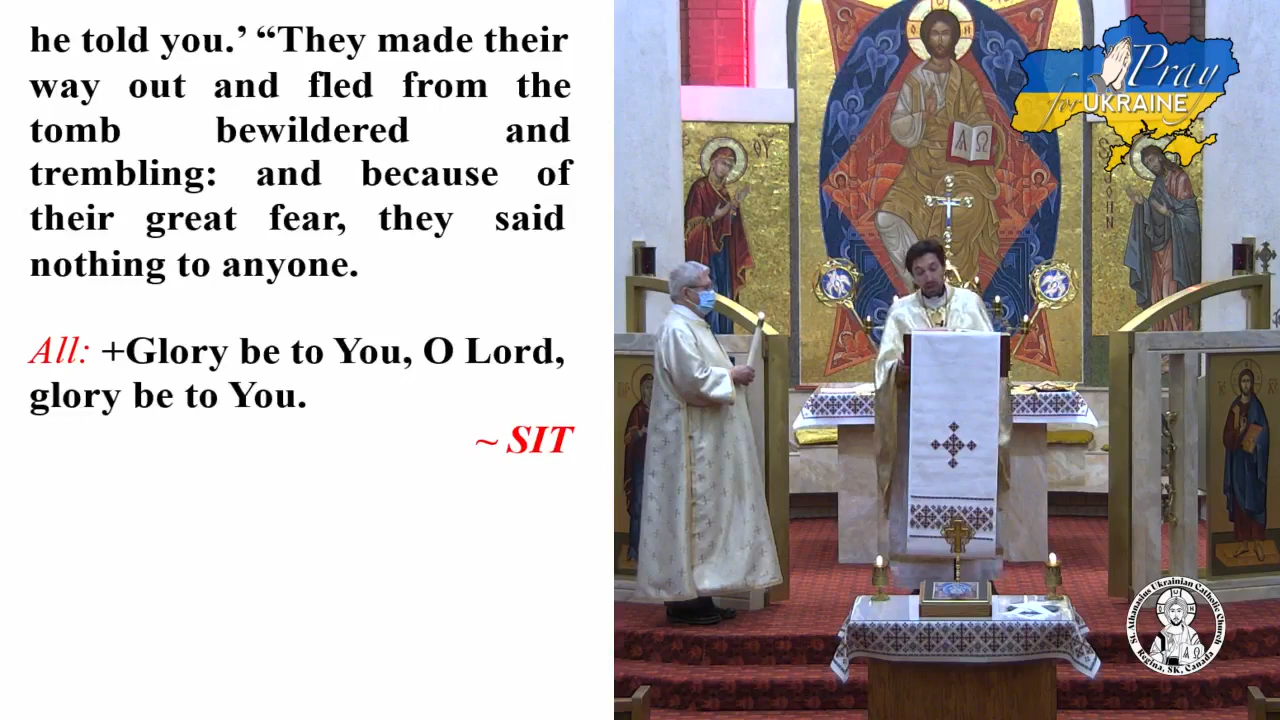 he told you.’ “They made their
way out and fled from the
tomb bewildered and
trembling: and because of
their great fear, they said
nothing to anyone.
All: +Glory be to You, O Lord,
glory be to You.
~ SIT
Pray
for UKRAINE
Α Ω
St. Athanasius Ukrainian Catholic Church
Regina, SK, Canada